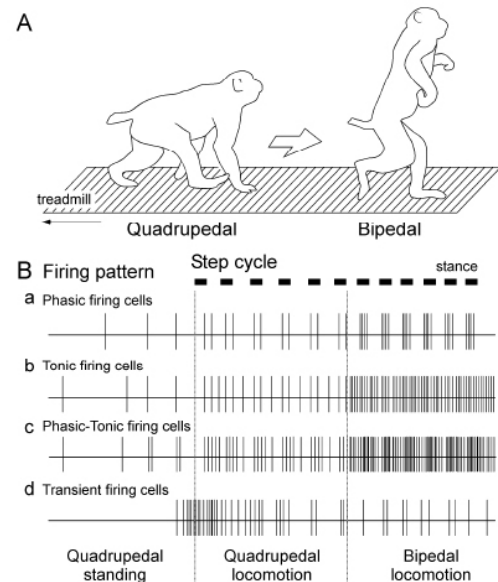 A
treadmill
Quadrupedal
Bipedal
B Firing pattern
Step cycle
stance
a Phasic firing cells
b Tonic firing cells
c Phasic-Tonic firing cells
d Transient firing cells
Quadrupedal
standing
Quadrupedal
locomotion
Bipedal
locomotion